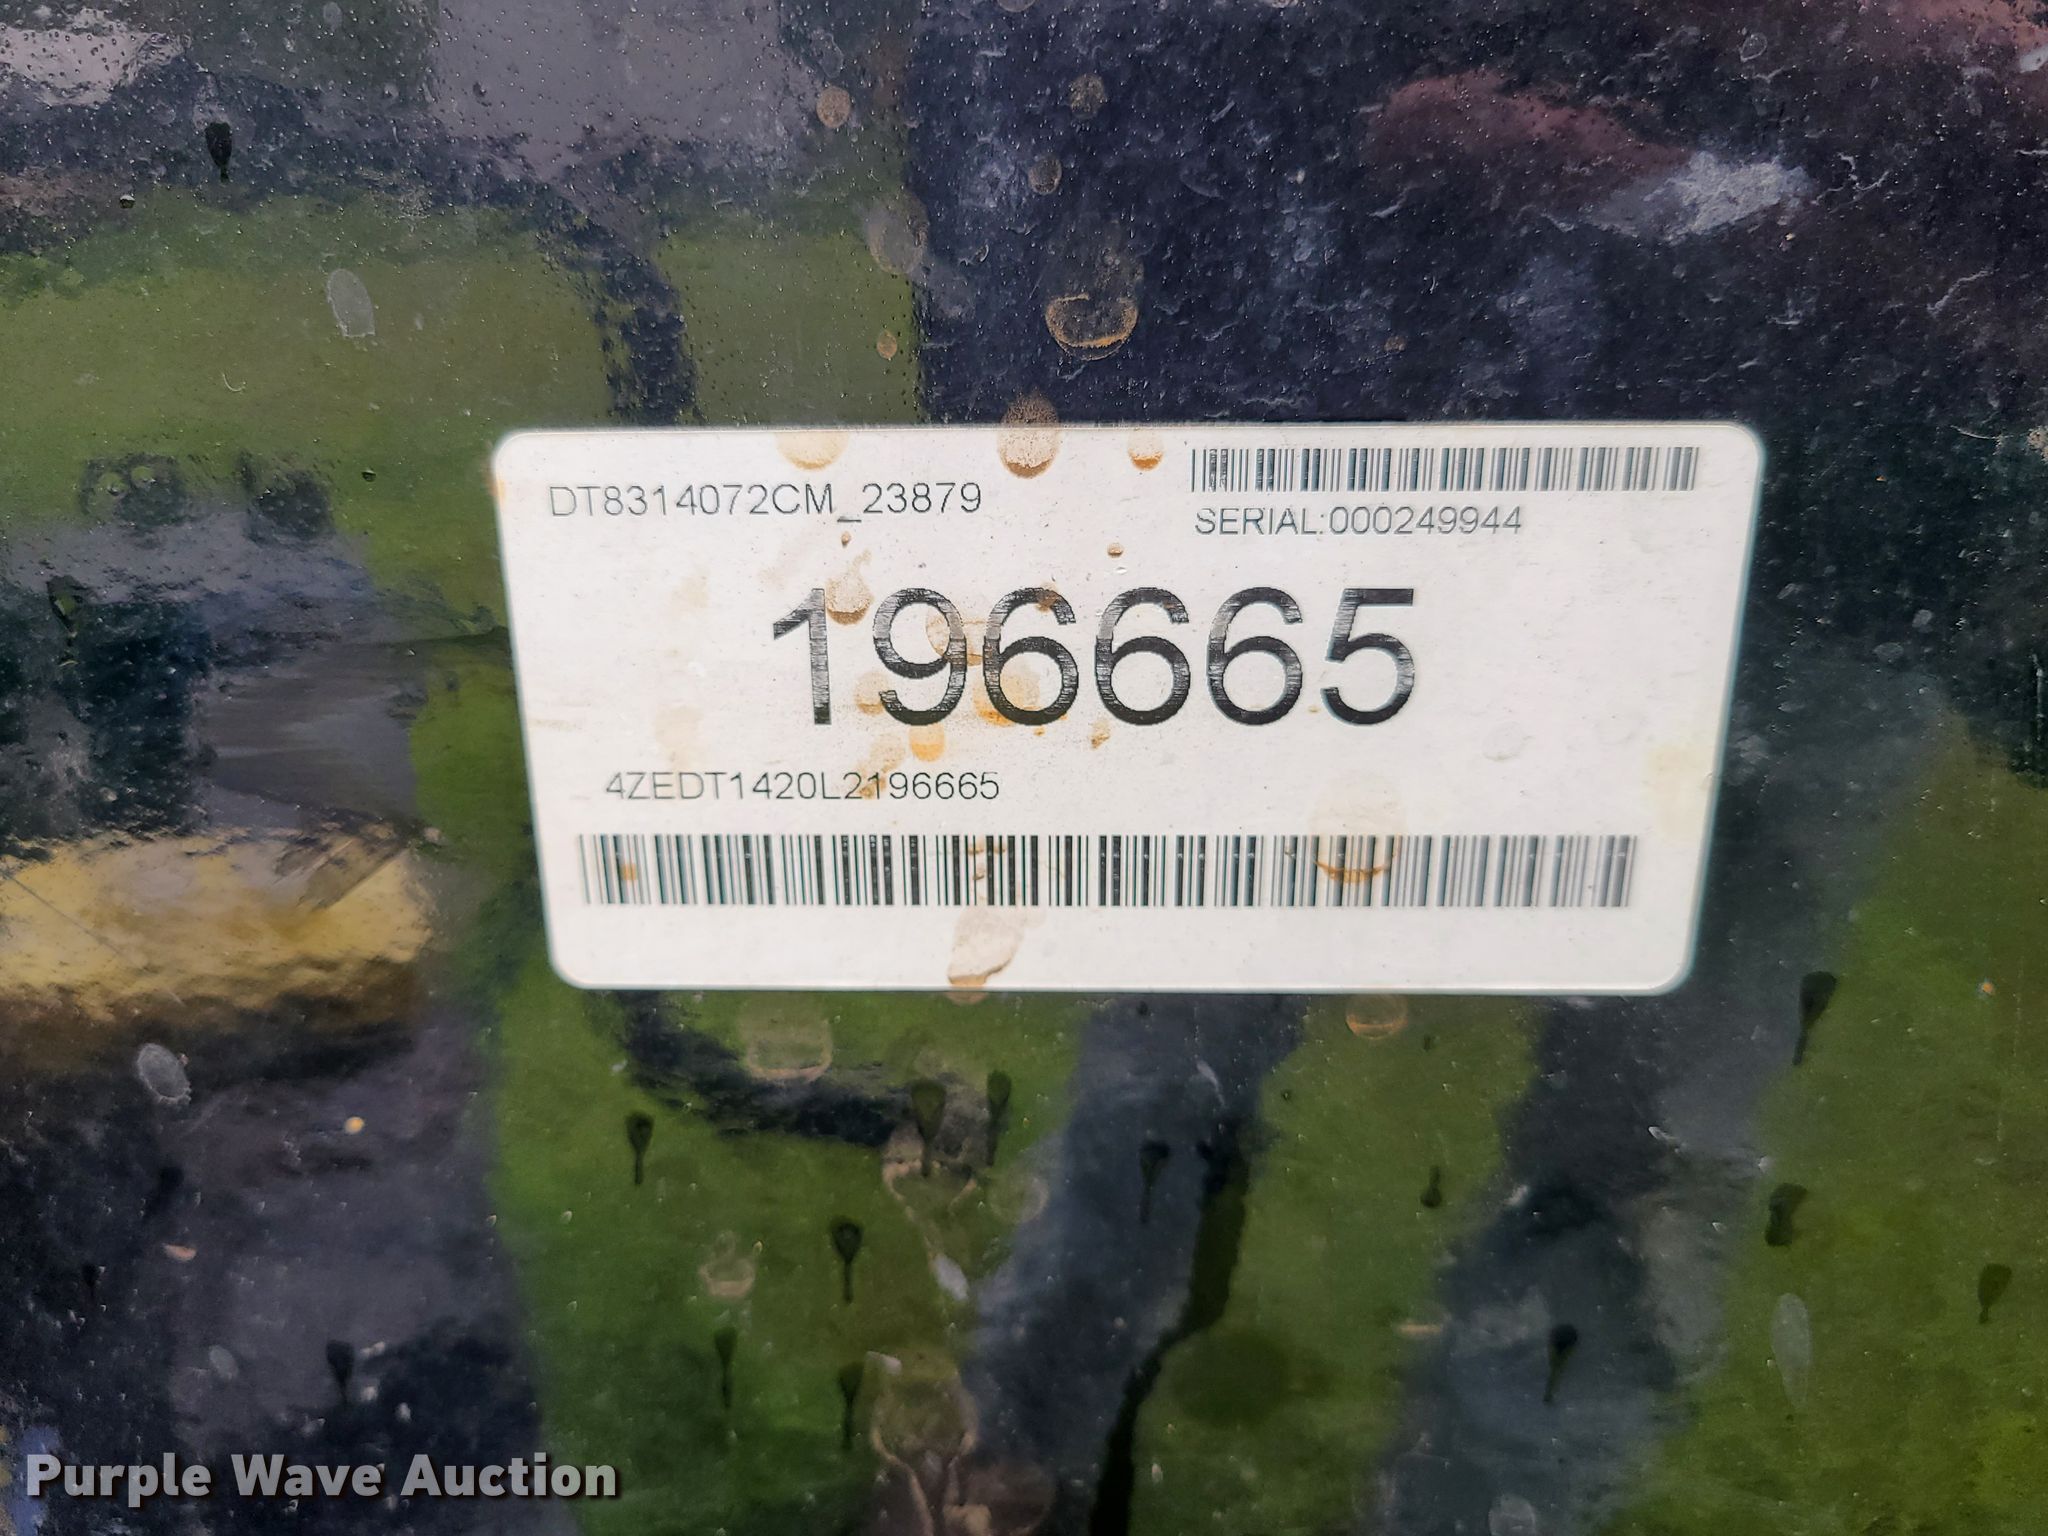 DT8314072CM_23879
SERIAL:000249944
196665
4ZEDT1420L2196665
Purple Wave Auction